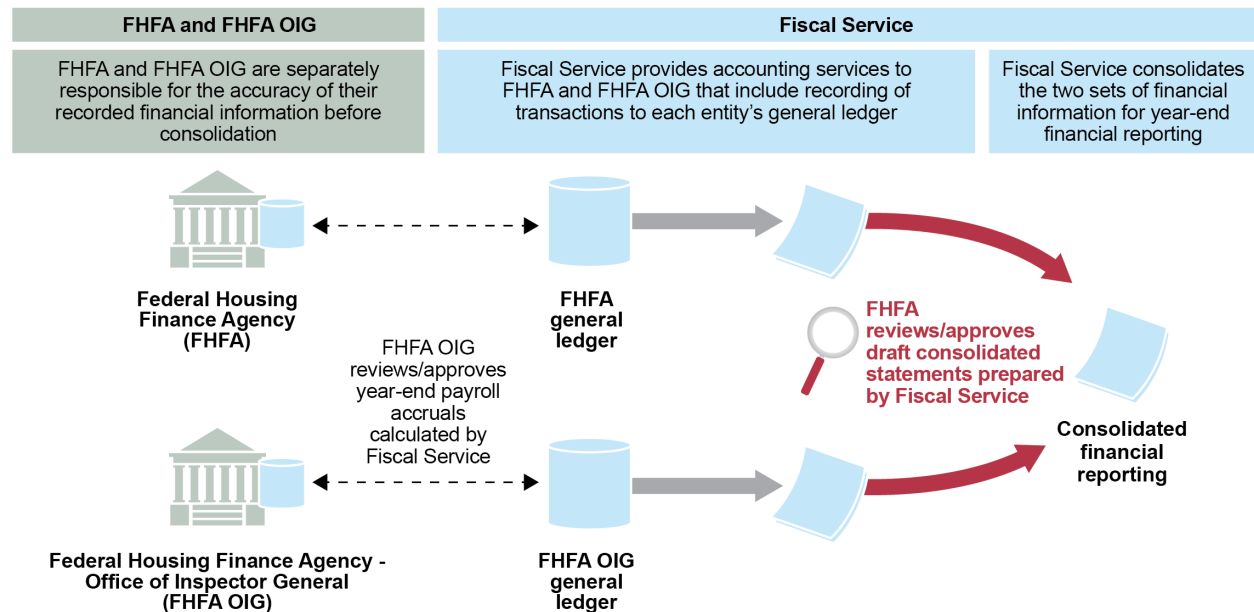 FHFA and FHFA OIG
Fiscal Service
FHFA and FHFA OIG are separately
responsible for the accuracy of their
recorded financial information before
consolidation
Fiscal Service provides accounting services to
FHFA and FHFA OIG that include recording of
transactions to each entity’s general ledger
Fiscal Service consolidates
the two sets of financial
information for year-end
financial reporting
Federal Housing
Finance Agency
(FHFA)
FHFA
general
ledger
FHFA OIG
reviews/approves
year-end payroll
accruals
calculated by
Fiscal Service
FHFA
reviews/approves
draft consolidated
statements prepared
by Fiscal Service
Consolidated
financial
reporting
Federal Housing Finance Agency -
Office of Inspector General
(FHFA OIG)
FHFA OIG
general
ledger